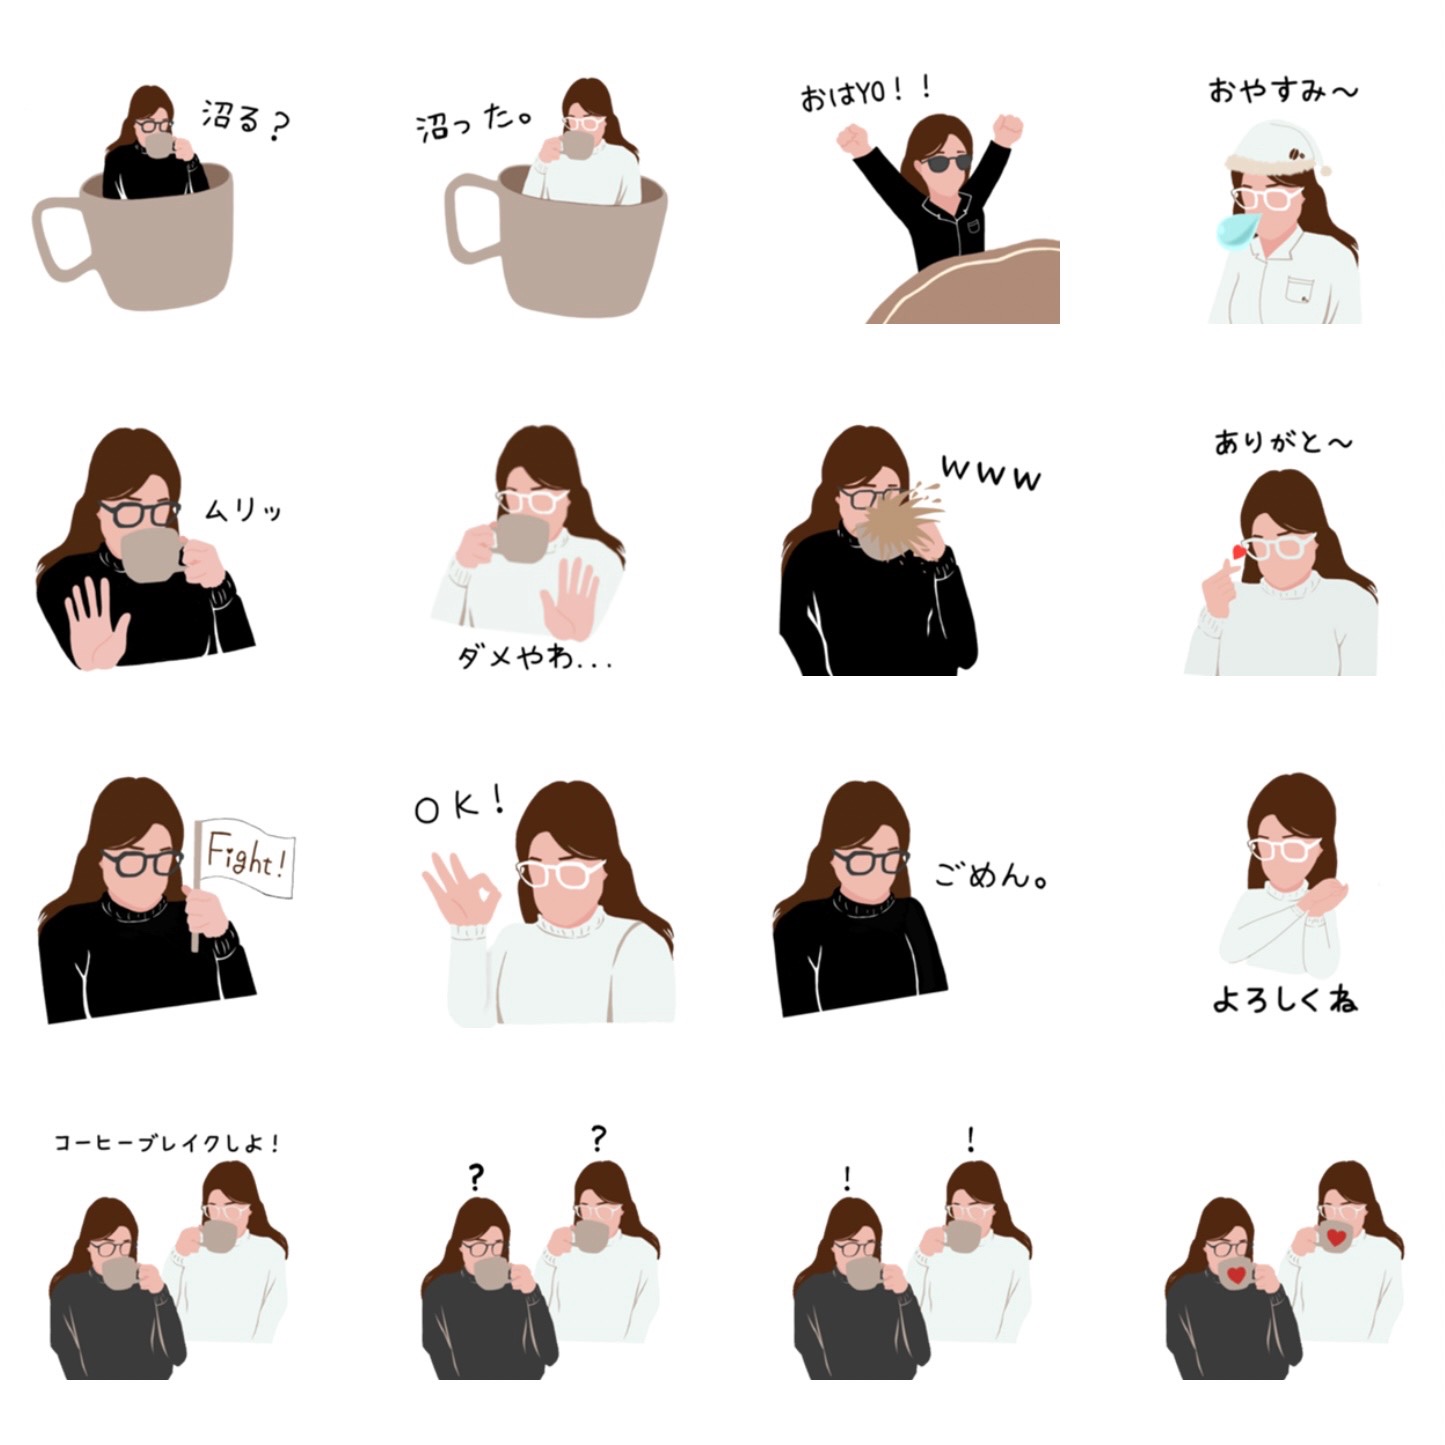 沼る?
沼った。
おはYO!!
おやすみ〜
ムリッ
ダメやわ...
www
ありがと〜
Fight!
OK!
ごめん。
よろしくね
コーヒーブレイクしよ!
?
?
!
!